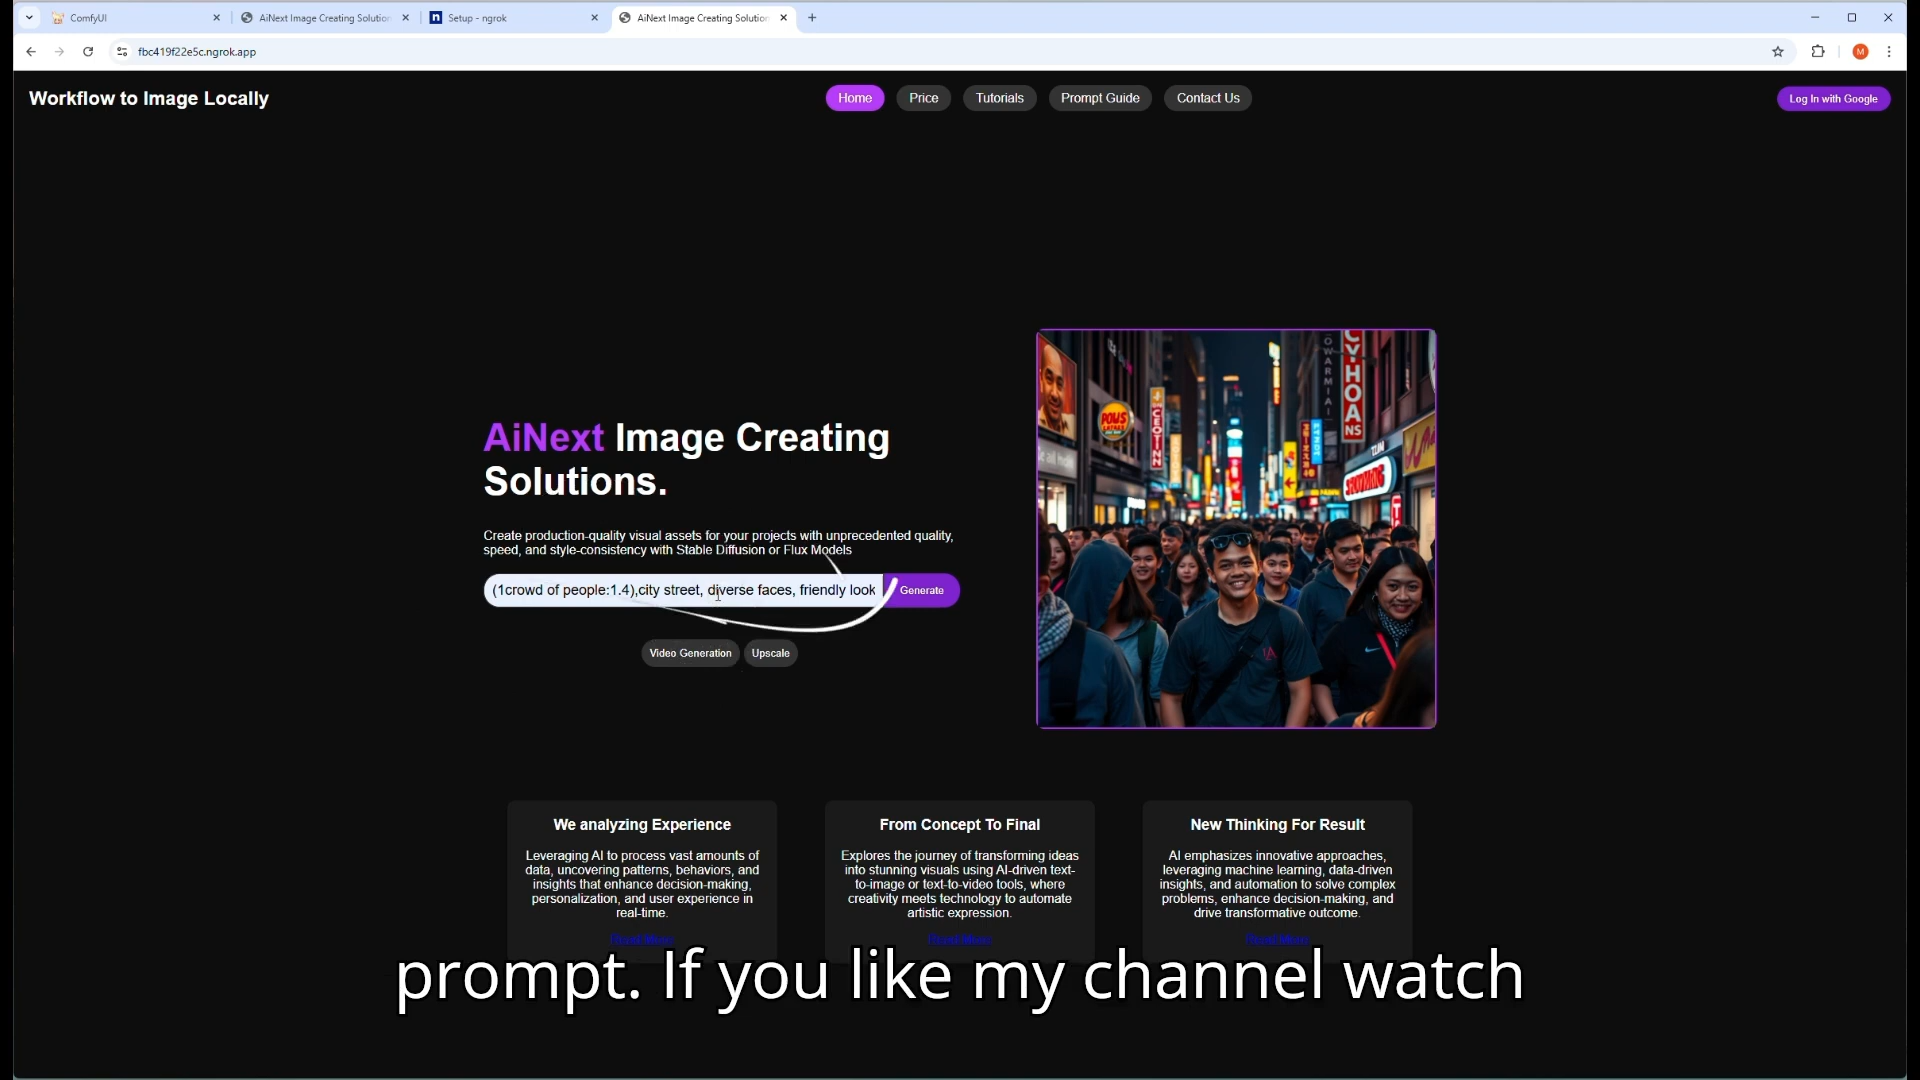 ComfyUI
AiNext Image Creating Solution
Setup - ngrok
AiNext Image Creating Solution
fbc419f22e5c.ngrok.app
M
Workflow to Image Locally
Home
Price
Tutorials
Prompt Guide
Contact Us
Log In with Google
AiNext Image Creating
Solutions.
Create production-quality visual assets for your projects with unprecedented quality,
speed, and style-consistency with Stable Diffusion or Flux Models
(1crowd of people:1.4),city street, diverse faces, friendly look
Generate
Video Generation
Upscale
CYHOANS
We analyzing Experience
Leveraging AI to process vast amounts of
data, uncovering patterns, behaviors, and
insights that enhance decision-making,
personalization, and user experience in
real-time.
Read More
From Concept To Final
Explores the journey of transforming ideas
into stunning visuals using AI-driven text-
to-image or text-to-video tools, where
creativity meets technology to automate
artistic expression.
Read More
New Thinking For Result
AI emphasizes innovative approaches,
leveraging machine learning, data-driven
insights, and automation to solve complex
problems, enhance decision-making, and
drive transformative outcome.
Read More
prompt. If you like my channel watch